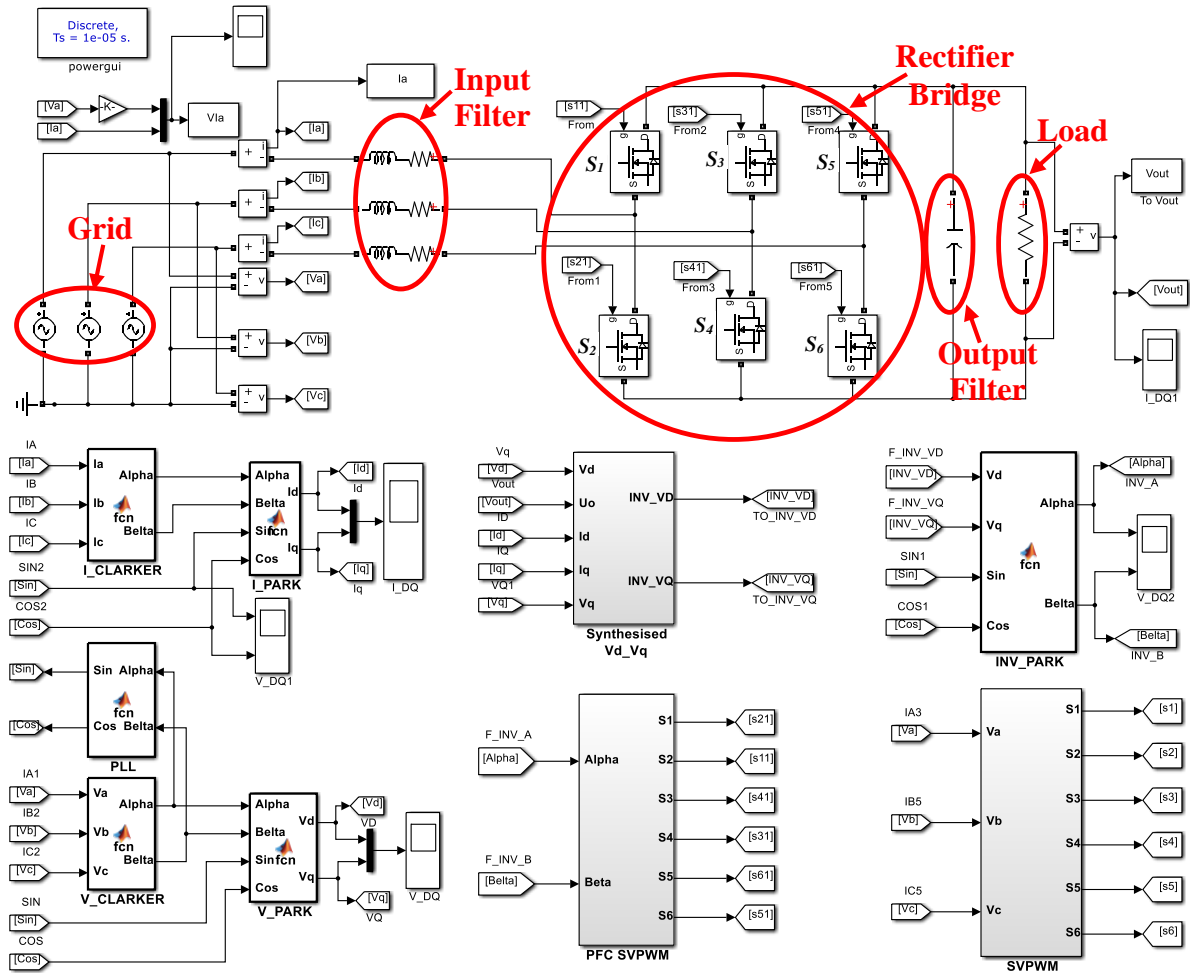 Discrete,
Ts = 1e-05 s.
powergui
[Va]
-K-
[Ia]
VIa
Ia
Input
Filter
Rectifier
Bridge
Load
Grid
Output
Filter
i
+
-
[Ia]
i
+
-
[Ib]
i
+
-
[Ic]
+
-
v
[Va]
+
-
v
[Vb]
+
-
v
[Vc]
[s11]
From
g
D
S
S1
[s31]
From2
g
D
S
S3
[s51]
From4
g
D
S
S5
[s21]
From1
g
D
S
S2
[s41]
From3
g
D
S
S4
[s61]
From5
g
D
S
S6
+
-
v
Vout
To Vout
[Vout]
I_DQ1
IA
[Ia]
IB
[Ib]
IC
[Ic]
SIN2
[Sin]
COS2
[Cos]
Ia
Ib
Ic
Alpha
Belta
fcn
I_CLARKER
Alpha
Belta
Sin
Cos
Id
Iq
fcn
I_PARK
[Id]
Id
[Iq]
Iq
I_DQ
V_DQ1
[Sin]
[Cos]
Sin
Cos
Alpha
Belta
fcn
PLL
IA1
[Va]
IB2
[Vb]
IC2
[Vc]
SIN
[Sin]
COS
[Cos]
Va
Vb
Vc
Alpha
Belta
fcn
V_CLARKER
Alpha
Belta
Sin
Cos
Vd
Vq
fcn
V_PARK
[Vd]
VD
[Vq]
VQ
V_DQ
Vq
[Vd]
Vout
[Vout]
ID
[Id]
IQ
[Iq]
VQ1
[Vq]
Vd
Uo
Id
Iq
Vq
INV_VD
INV_VQ
Synthesised
Vd_Vq
[INV_VD]
TO_INV_VD
[INV_VQ]
TO_INV_VQ
F_INV_VD
[INV_VD]
F_INV_VQ
[INV_VQ]
SIN1
[Sin]
COS1
[Cos]
Vd
Vq
Sin
Cos
Alpha
Belta
fcn
INV_PARK
[Alpha]
INV_A
V_DQ2
[Belta]
INV_B
F_INV_A
[Alpha]
F_INV_B
[Belta]
Alpha
Beta
S1
S2
S3
S4
S5
S6
PFC SVPWM
[s21]
[s11]
[s41]
[s31]
[s61]
[s51]
IA3
[Va]
IB5
[Vb]
IC5
[Vc]
Va
Vb
Vc
S1
S2
S3
S4
S5
S6
SVPWM
[s1]
[s2]
[s3]
[s4]
[s5]
[s6]